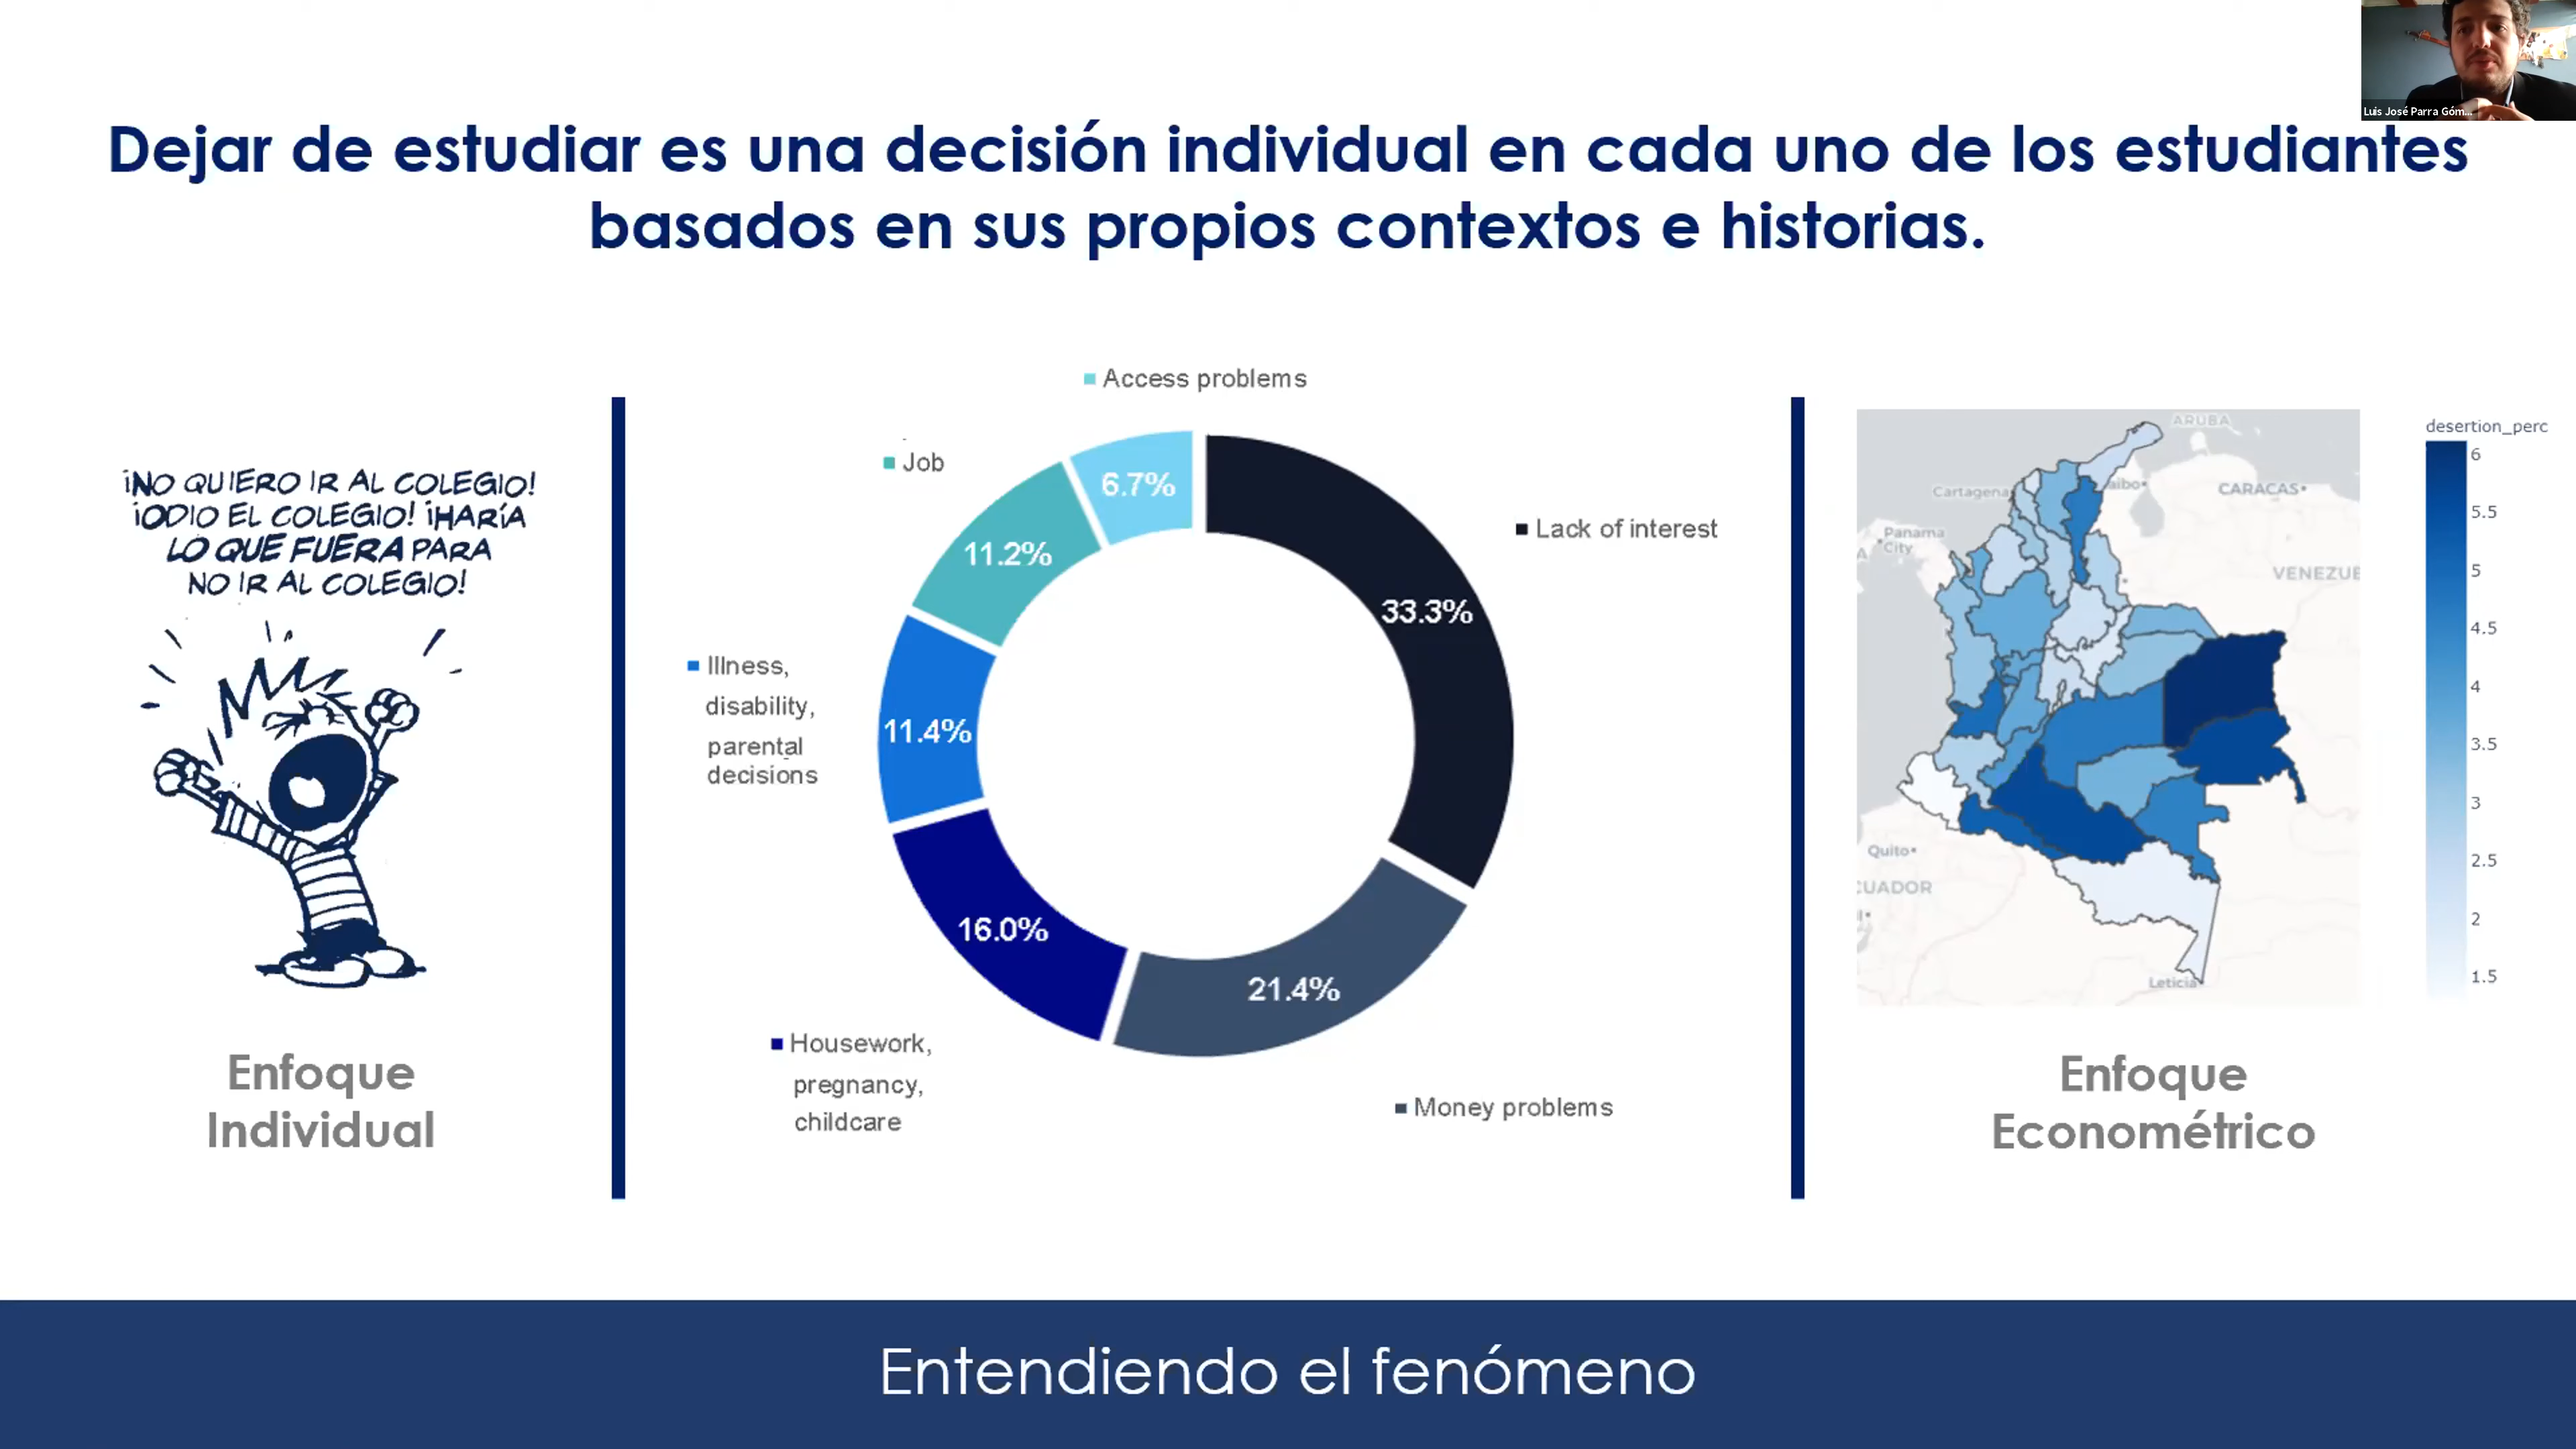 Luis José Parra Góm...
Dejar de estudiar es una decisión individual en cada uno de los estudiantes
basados en sus propios contextos e historias.
¡NO QUIERO IR AL COLEGIO!
¡ODIO EL COLEGIO! ¡HARÍA
LO QUE FUERA PARA
NO IR AL COLEGIO!
Enfoque
Individual
Access problems
Job
6.7%
11.2%
Lack of interest
33.3%
Illness,
disability,
parental
decisions
11.4%
16.0%
21.4%
Housework,
pregnancy,
childcare
Money problems
ARUBA
Cartagena
aibo
CARACAS
Panama
City
A
VENEZUE
Quito
CUADOR
Leticia
desertion_perc
6
5.5
5
4.5
4
3.5
3
2.5
2
1.5
Enfoque
Econométrico
Entendiendo el fenómeno